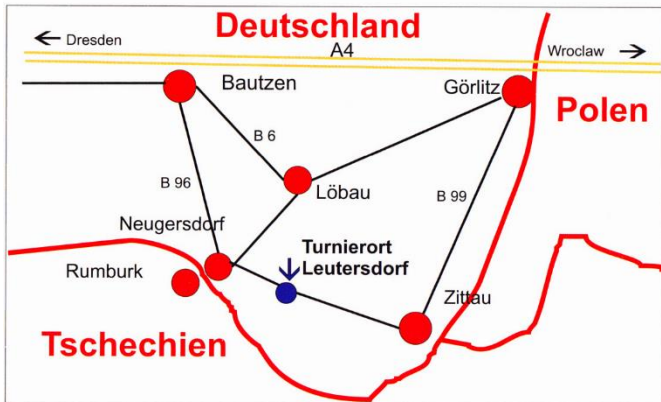 Deutschland
Dresden
A4
Wroclaw
Bautzen
Görlitz
Polen
B 6
B 96
Löbau
B 99
Neugersdorf
Turnierort
Leutersdorf
Rumburk
Zittau
Tschechien